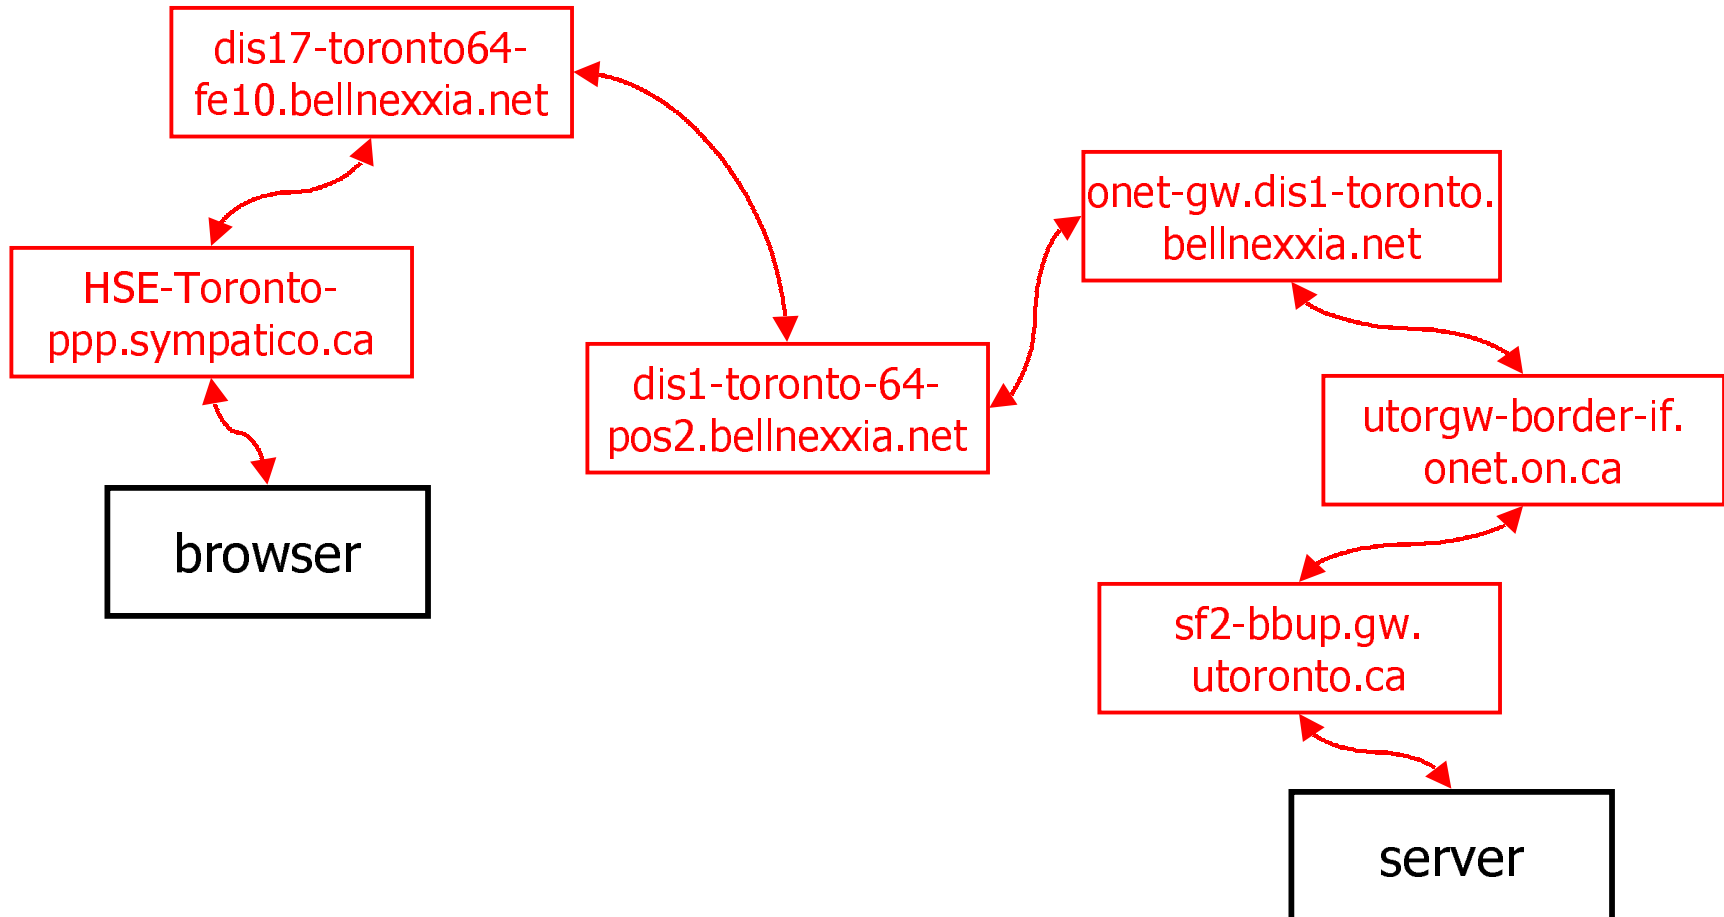 dis17-toronto64-
fe10.bellnexxia.net
onet-gw.dis1-toronto.
bellnexxia.net
HSE-Toronto-
ppp.sympatico.ca
dis1-toronto-64-
pos2.bellnexxia.net
utorgw-border-if.
onet.on.ca
browser
sf2-bbup.gw.
utoronto.ca
server